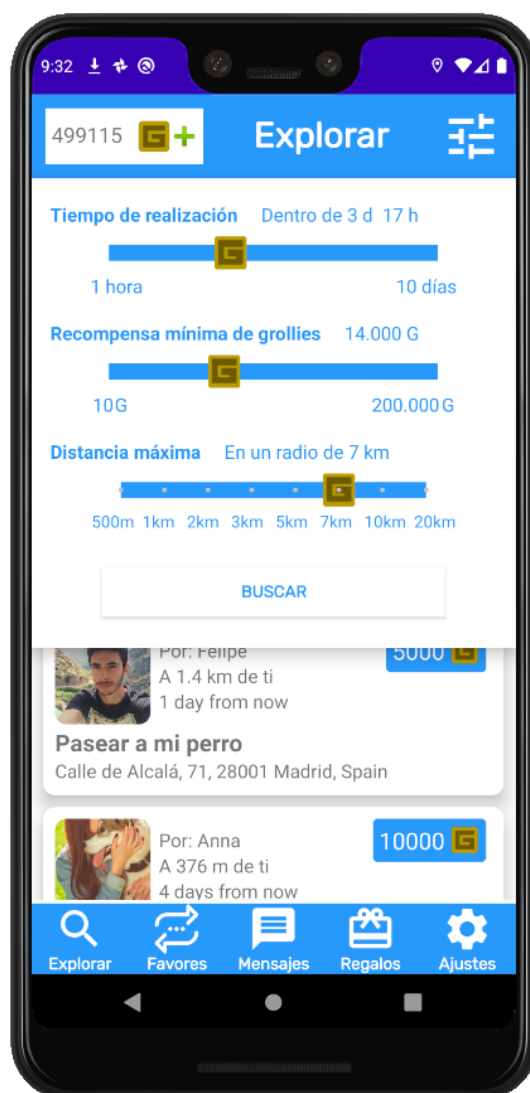 9:32
499115 G+ Explorar
Tiempo de realización Dentro de 3 d 17 h
G
1 hora 10 días
Recompensa mínima de grollies 14.000 G
G
10G 200.000G
Distancia máxima En un radio de 7 km
G
500m 1km 2km 3km 5km 7km 10km 20km
BUSCAR
Por: Felipe 5000 G
A 1.4 km de ti
1 day from now
Pasear a mi perro
Calle de Alcalá, 71, 28001 Madrid, Spain
Por: Anna 10000 G
A 376 m de ti
4 days from now
Explorar Favores Mensajes Regalos Ajustes